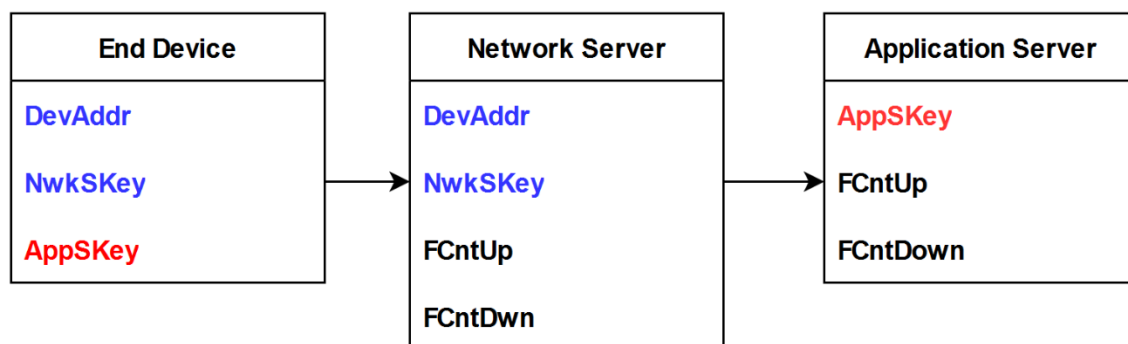 End Device
DevAddr
NwkSKey
AppSKey
Network Server
DevAddr
NwkSKey
FCntUp
FCntDwn
Application Server
AppSKey
FCntUp
FCntDown